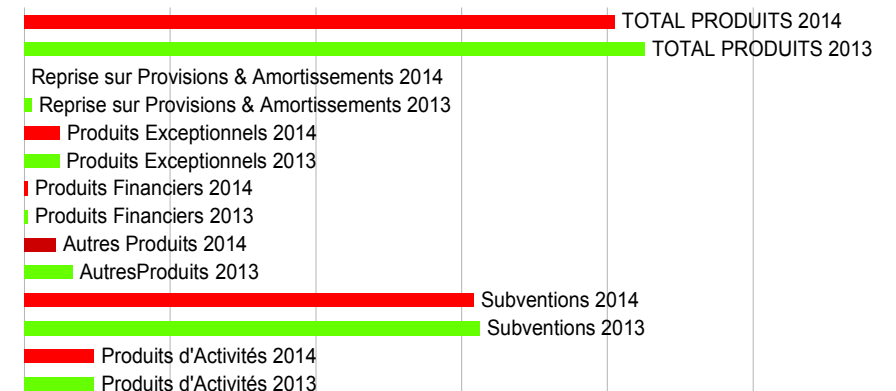 TOTAL PRODUITS 2014
TOTAL PRODUITS 2013
Reprise sur Provisions & Amortissements 2014
Reprise sur Provisions & Amortissements 2013
Produits Exceptionnels 2014
Produits Exceptionnels 2013
Produits Financiers 2014
Produits Financiers 2013
Autres Produits 2014
AutresProduits 2013
Subventions 2014
Subventions 2013
Produits d'Activités 2014
Produits d'Activités 2013